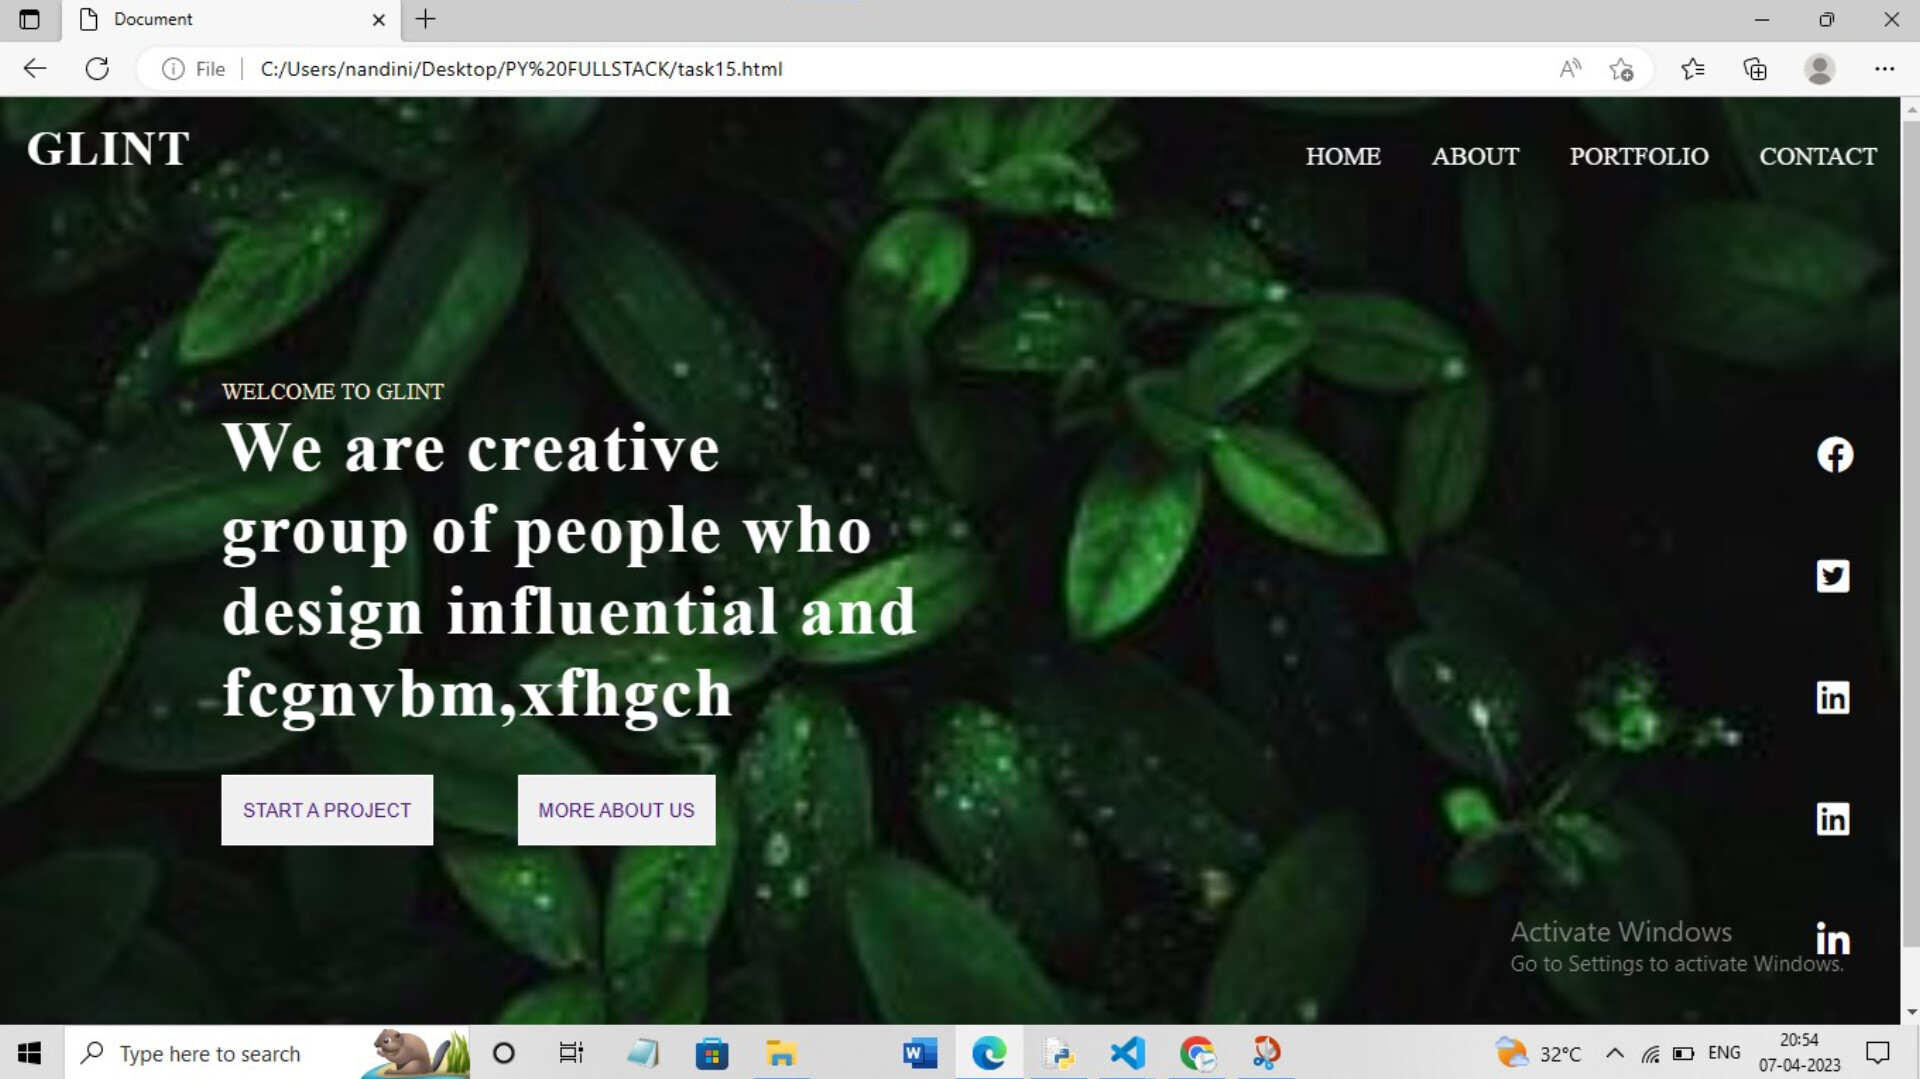 Document
File
C:/Users/nandini/Desktop/PY%20FULLSTACK/task15.html
GLINT
HOME ABOUT PORTFOLIO CONTACT
WELCOME TO GLINT
We are creative
group of people who
design influential and
fcgnvbm,xfhgch
START A PROJECT MORE ABOUT US
Activate Windows
Go to Settings to activate Windows.
Type here to search
32°C
ENG
20:54
07-04-2023